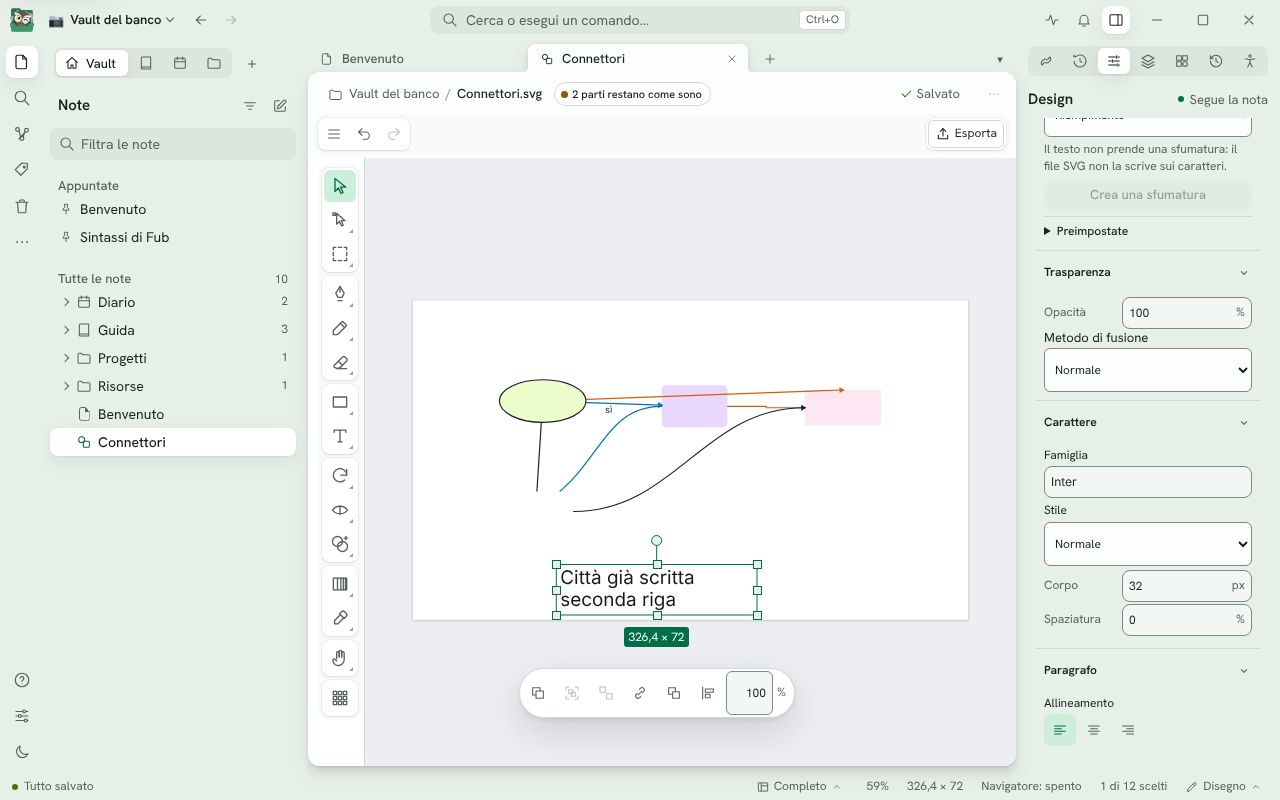 Vault del banco
Cerca o esegui un comando…
Ctrl+O
Vault
Benvenuto
Connettori
Note
Filtra le note
Appuntate
Benvenuto
Sintassi di Fub
Tutte le note 10
Diario 2
Guida 3
Progetti 1
Risorse 1
Benvenuto
Connettori
Tutto salvato
Vault del banco / Connettori.svg
2 parti restano come sono
Salvato
Esporta
sì
Città già scritta
seconda riga
326,4 × 72
100 %
Design
Segue la nota
Il testo non prende una sfumatura: il
file SVG non la scrive sui caratteri.
Crea una sfumatura
Preimpostate
Trasparenza
Opacità 100 %
Metodo di fusione
Normale
Carattere
Famiglia
Inter
Stile
Normale
Corpo 32 px
Spaziatura 0 %
Paragrafo
Allineamento
Completo
59%
326,4 × 72
Navigatore: spento
1 di 12 scelti
Disegno